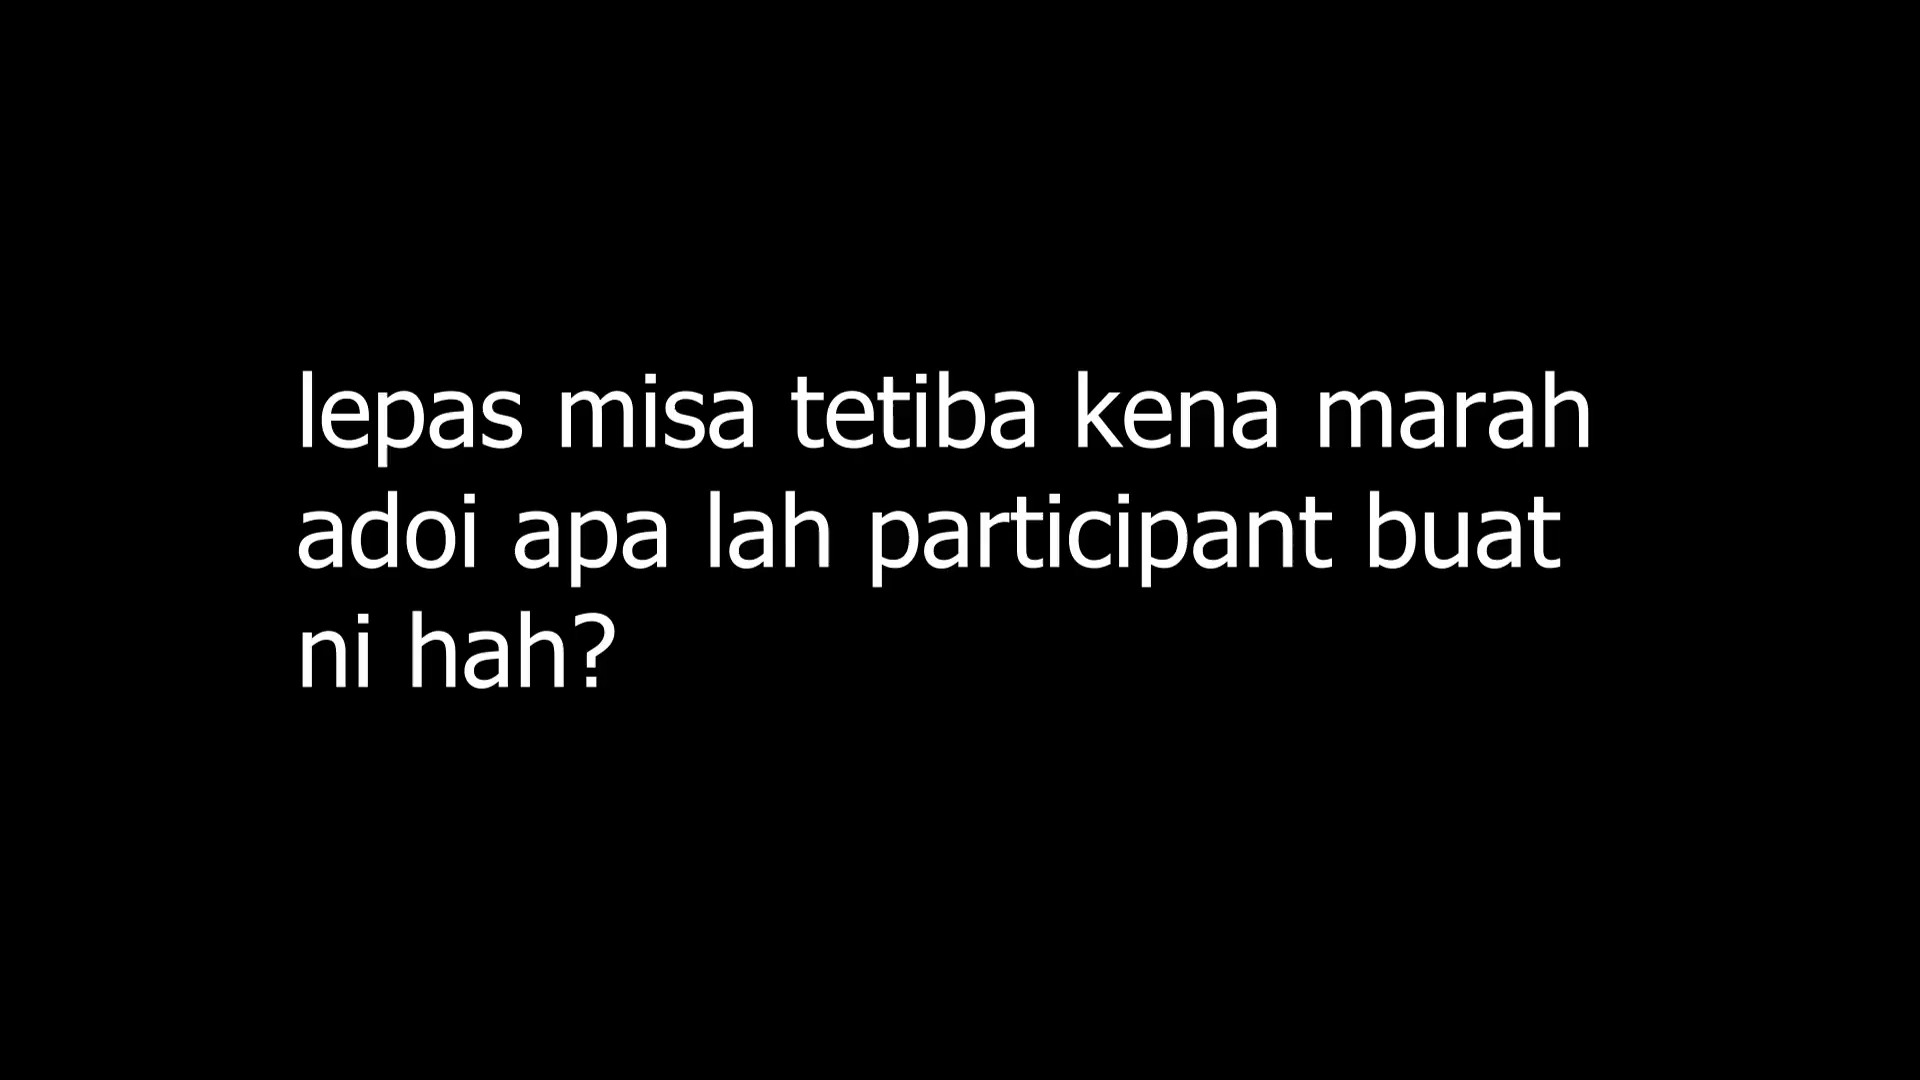 lepas misa tetiba kena marah
adoi apa lah participant buat
ni hah?